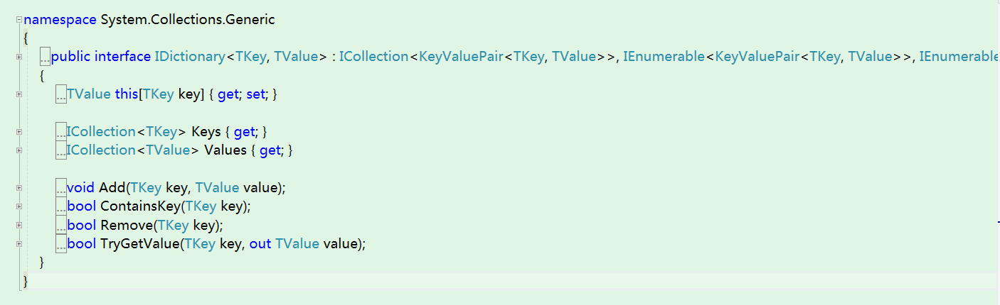 namespace System.Collections.Generic
{
...public interface IDictionary<TKey, TValue> : ICollection<KeyValuePair<TKey, TValue>>, IEnumerable<KeyValuePair<TKey, TValue>>, IEnumerable
{
...TValue this[TKey key] { get; set; }
...ICollection<TKey> Keys { get; }
...ICollection<TValue> Values { get; }
...void Add(TKey key, TValue value);
...bool ContainsKey(TKey key);
...bool Remove(TKey key);
...bool TryGetValue(TKey key, out TValue value);
}
}